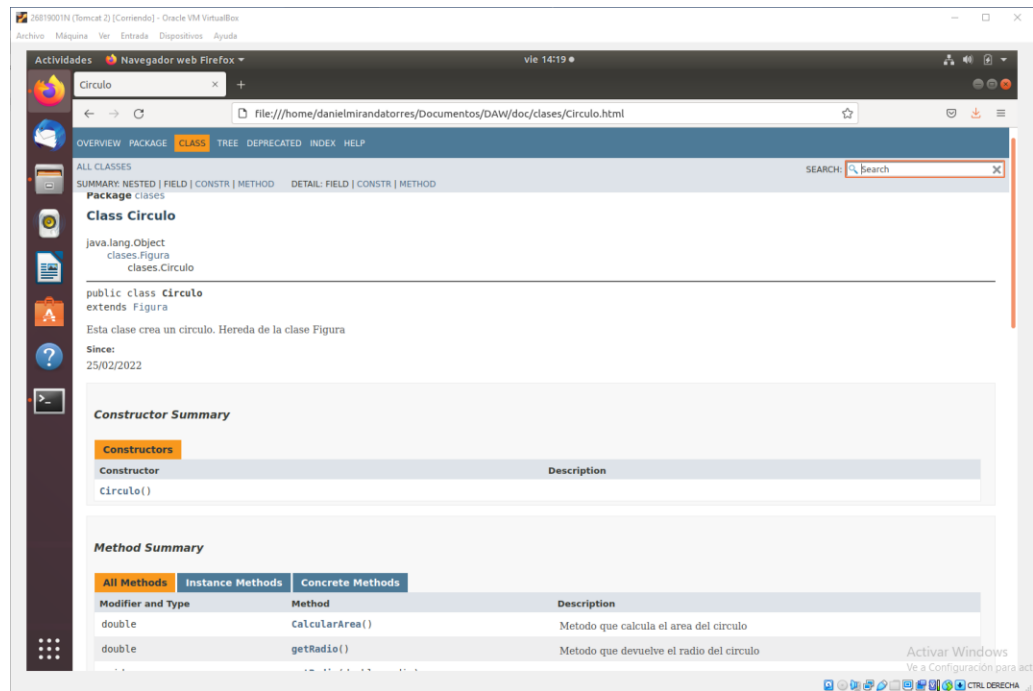 26819001N (Tomcat 2) [Corriendo] - Oracle VM VirtualBox
Archivo Máquina Ver Entrada Dispositivos Ayuda
Actividades Navegador web Firefox vie 14:19
Circulo
file:///home/danielmirandatorres/Documentos/DAW/doc/clases/Circulo.html
OVERVIEW PACKAGE CLASS TREE DEPRECATED INDEX HELP
ALL CLASSES SEARCH: Search
SUMMARY: NESTED | FIELD | CONSTR | METHOD DETAIL: FIELD | CONSTR | METHOD
Package clases
Class Circulo
java.lang.Object
clases.Figura
clases.Circulo
public class Circulo
extends Figura
Esta clase crea un circulo. Hereda de la clase Figura
Since:
25/02/2022
Constructor Summary
Constructors
Constructor Description
Circulo()
Method Summary
All Methods Instance Methods Concrete Methods
Modifier and Type Method Description
double CalcularArea() Metodo que calcula el area del circulo
double getRadio() Metodo que devuelve el radio del circulo
Activar Windows
Ve a Configuración para act
CTRL DERECHA